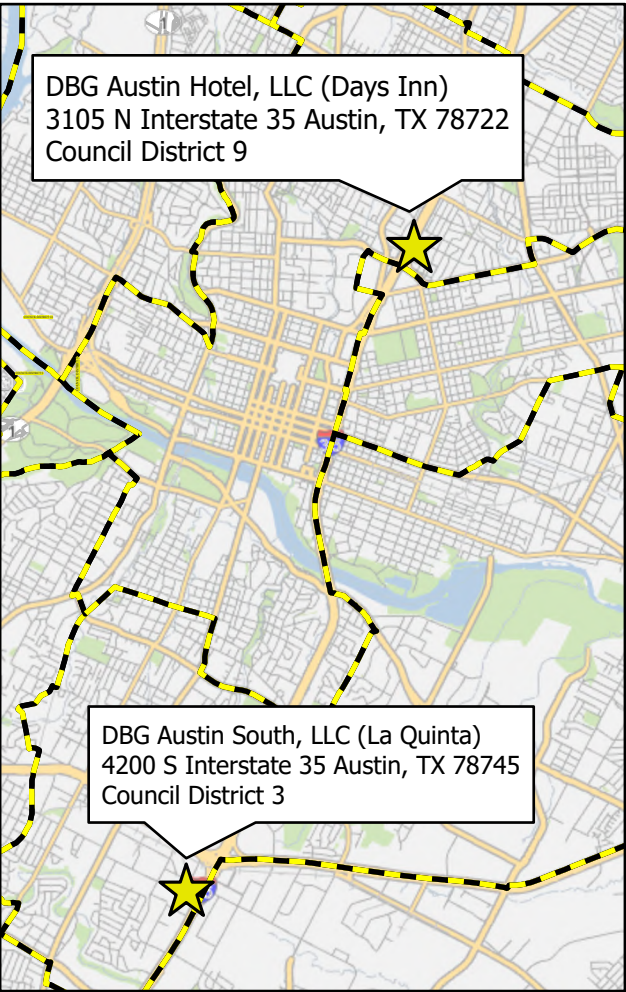 DBG Austin Hotel, LLC (Days Inn)
3105 N Interstate 35 Austin, TX 78722
Council District 9
DBG Austin South, LLC (La Quinta)
4200 S Interstate 35 Austin, TX 78745
Council District 3